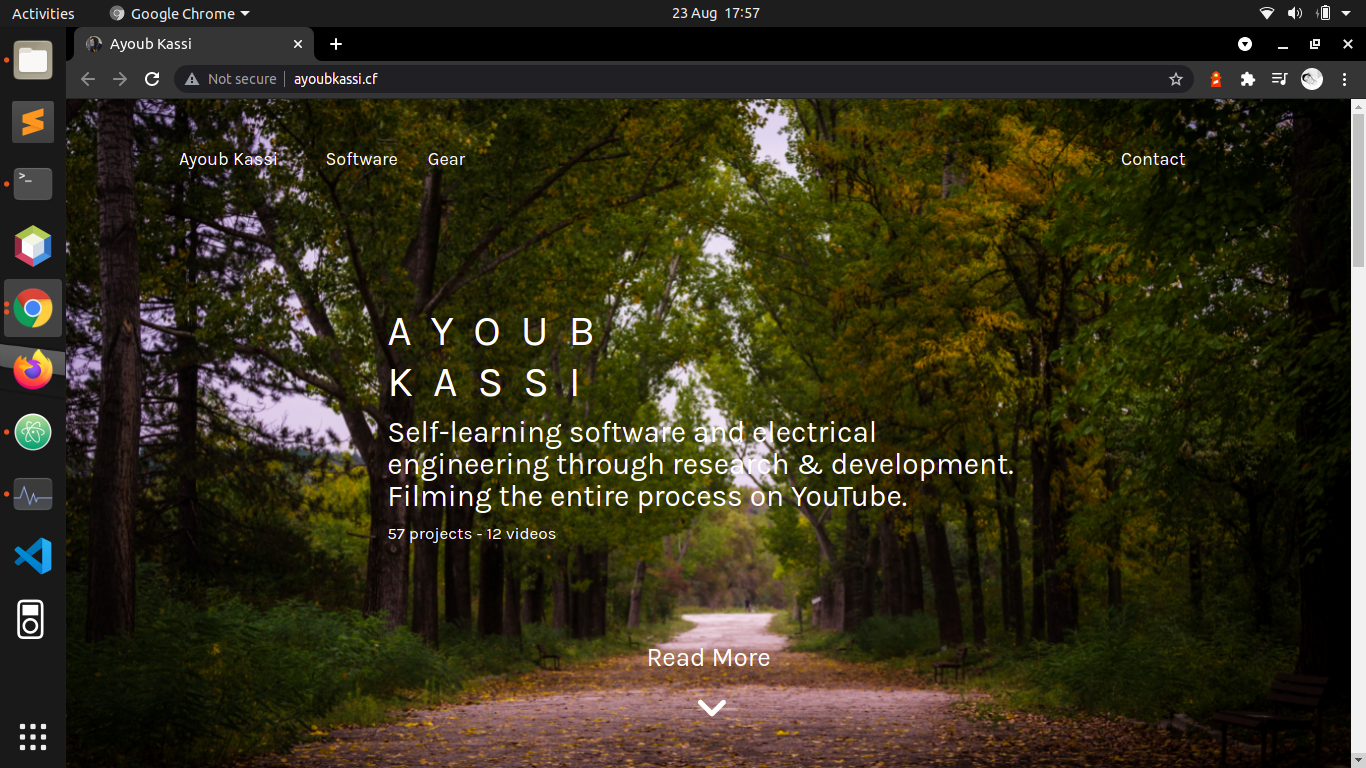 Activities
Google Chrome
23 Aug 17:57
Ayoub Kassi
Not secure
ayoubkassi.cf
Ayoub Kassi
Software
Gear
Contact
AYOUB
KASSI
Self-learning software and electrical
engineering through research & development.
Filming the entire process on YouTube.
57 projects - 12 videos
Read More